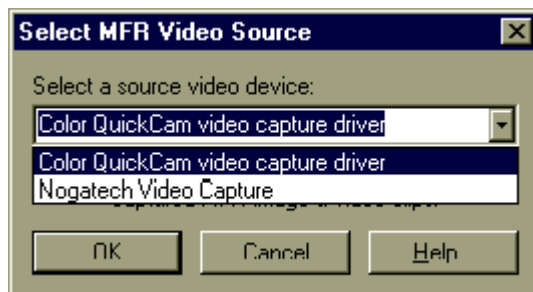 Select MFR Video Source
Select a source video device:
Color QuickCam video capture driver
Color QuickCam video capture driver
Nogatech Video Capture
OK
Cancel
Help